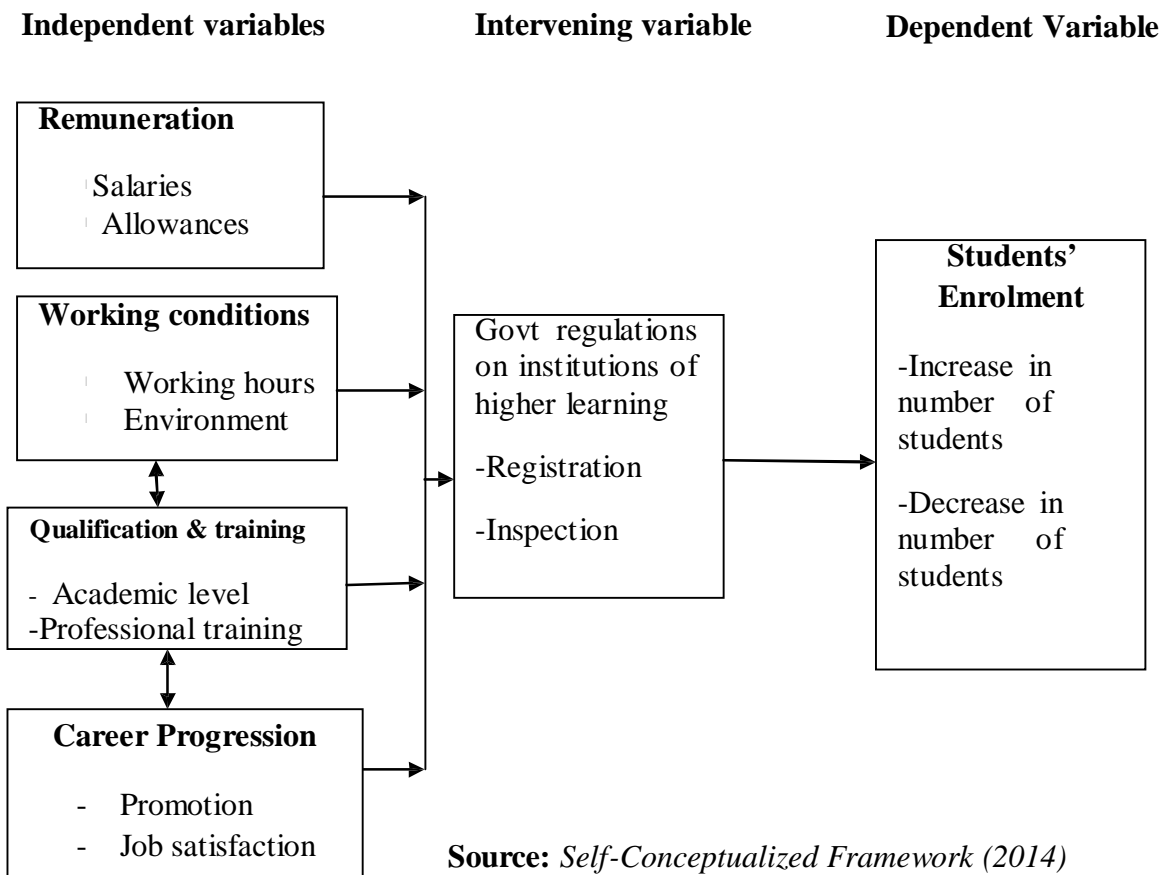 Independent variables
Intervening variable
Dependent Variable
Remuneration
Salaries
Allowances
Working conditions
Working hours
Environment
Qualification & training
- Academic level
-Professional training
Career Progression
- Promotion
- Job satisfaction
Govt regulations
on institutions of
higher learning
-Registration
-Inspection
Students’
Enrolment
-Increase in
number of
students
-Decrease in
number of
students
Source: Self-Conceptualized Framework (2014)